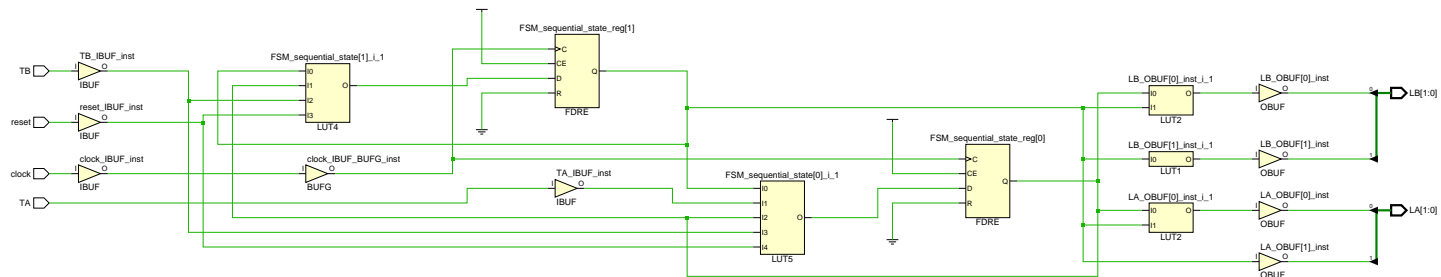 FSM_sequential_state_reg[1]
TB_IBUF_inst
FSM_sequential_state[1]_i_1
C
CE
D
R
Q
FDRE
TB
I
O
IBUF
I0
I1
I2
I3
O
LUT4
reset_IBUF_inst
reset
I
O
IBUF
LB_OBUF[0]_inst_i_1
I0
I1
O
LUT2
LB_OBUF[0]_inst
I
O
OBUF
0
1
LB[1:0]
FSM_sequential_state_reg[0]
C
CE
D
R
Q
FDRE
LB_OBUF[1]_inst_i_1
I0
O
LUT1
LB_OBUF[1]_inst
I
O
OBUF
clock_IBUF_inst
clock
I
O
IBUF
clock_IBUF_BUFG_inst
I
O
BUFG
TA_IBUF_inst
TA
I
O
IBUF
FSM_sequential_state[0]_i_1
I0
I1
I2
I3
I4
O
LUT5
LA_OBUF[0]_inst_i_1
I0
I1
O
LUT2
LA_OBUF[0]_inst
I
O
OBUF
0
1
LA[1:0]
LA_OBUF[1]_inst
I
O
OBUF